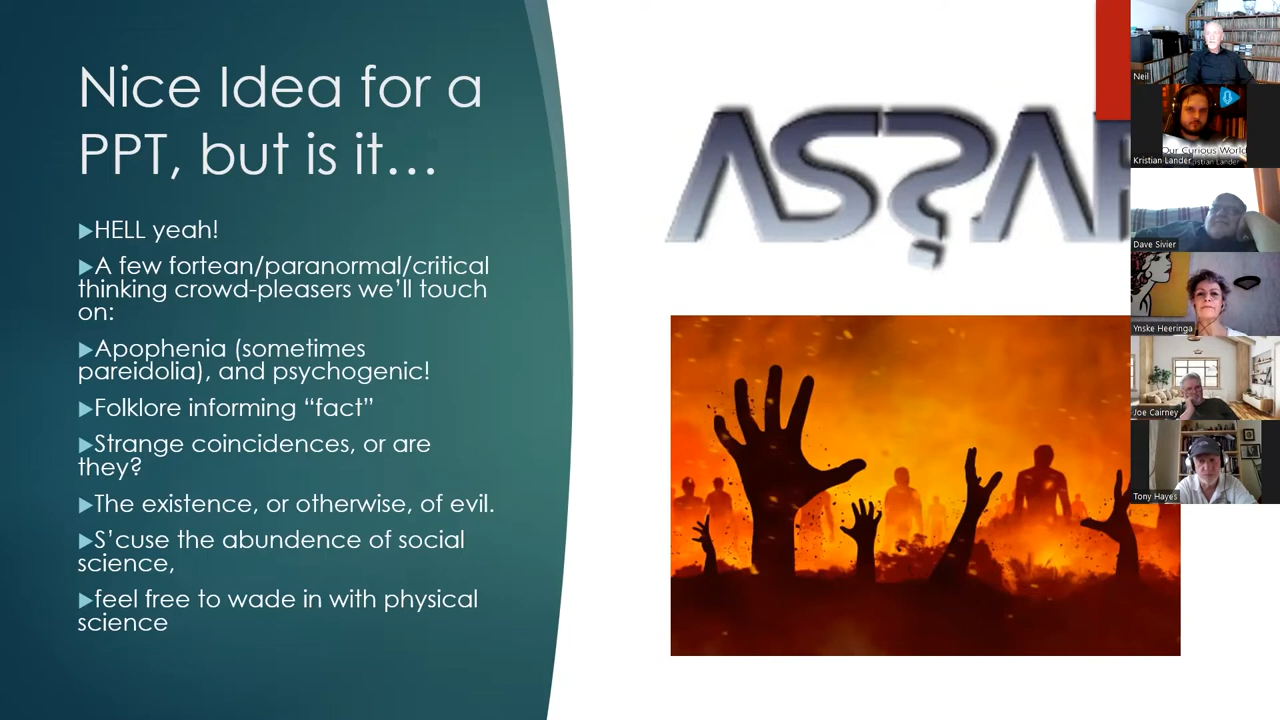 Nice Idea for a
PPT, but is it…
HELL yeah!
A few fortean/paranormal/critical
thinking crowd-pleasers we’ll touch
on:
Apophenia (sometimes
pareidolia), and psychogenic!
Folklore informing “fact”
Strange coincidences, or are
they?
The existence, or otherwise, of evil.
S’cuse the abundence of social
science,
feel free to wade in with physical
science
Neil
Our Curious World
Kristian Lander
Kristian Lander
Dave Sivier
Ynske Heeringa
Joe Cairney
Tony Hayes